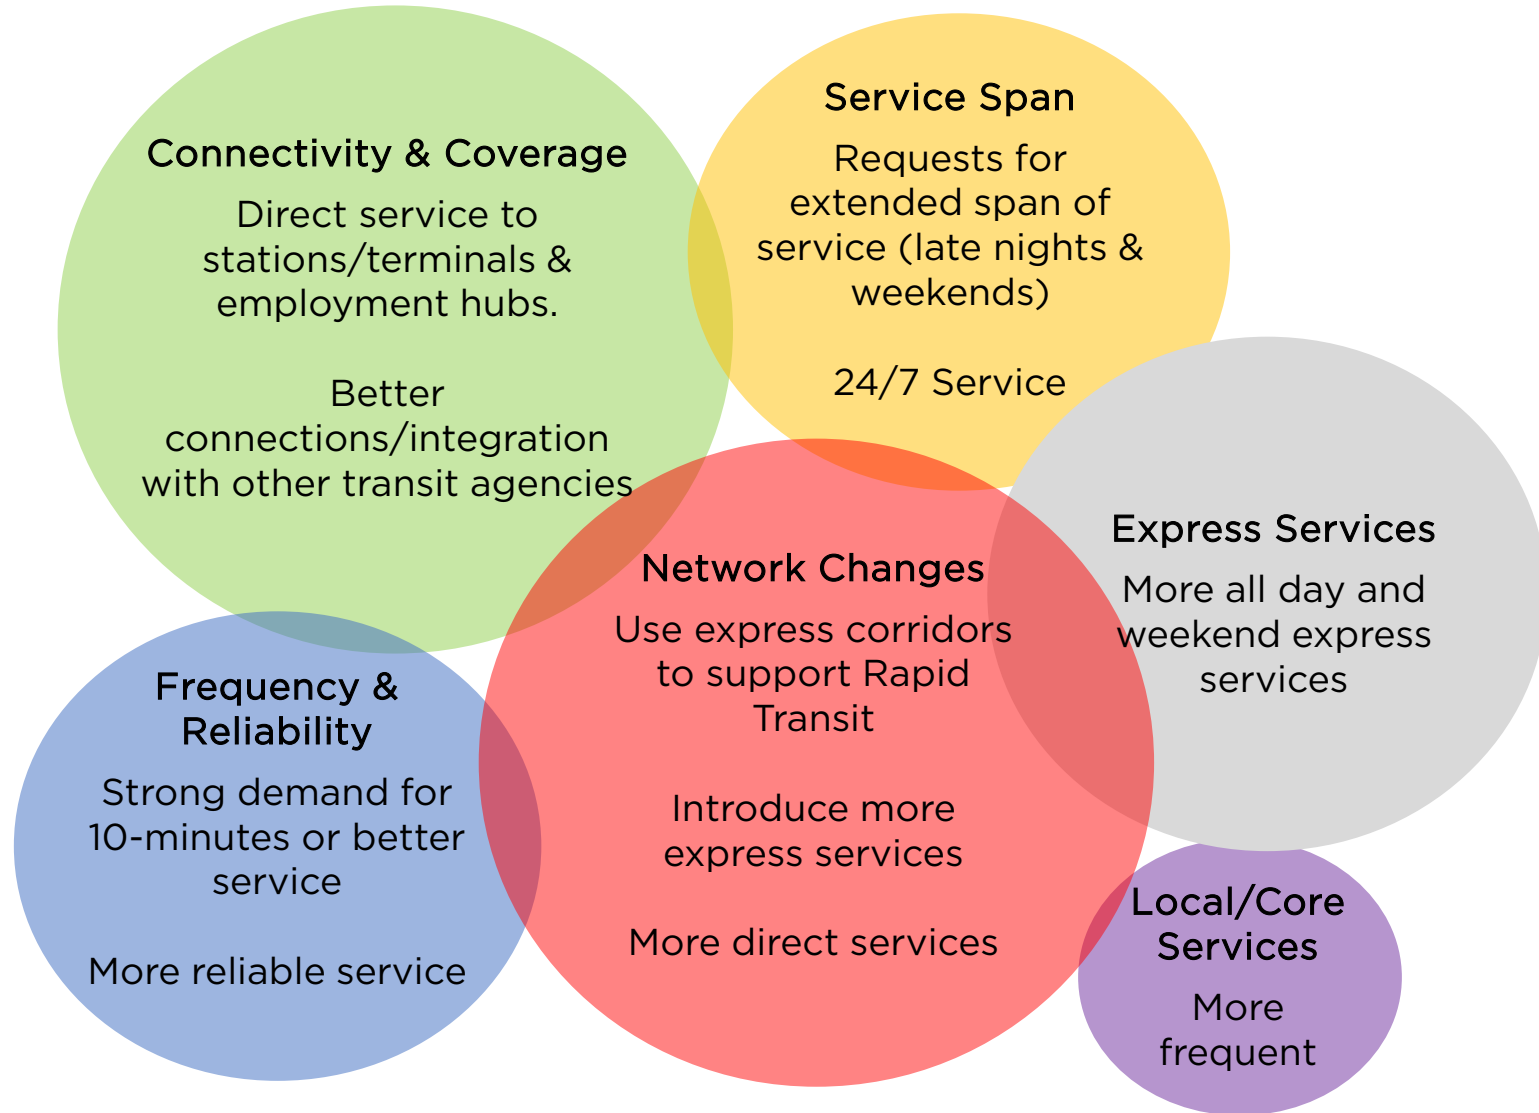 Connectivity & Coverage
Direct service to
stations/terminals &
employment hubs.
Better
connections/integration
with other transit agencies
Service Span
Requests for
extended span of
service (late nights &
weekends)
24/7 Service
Express Services
More all day and
weekend express
services
Network Changes
Use express corridors
to support Rapid
Transit
Introduce more
express services
More direct services
Frequency &
Reliability
Strong demand for
10-minutes or better
service
More reliable service
Local/Core
Services
More
frequent